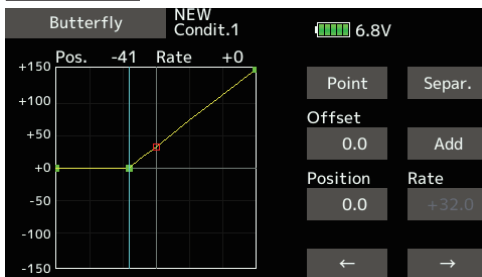 Butterfly
NEW
Condit.1
6.8V
Pos. -41 Rate +0
+150
+100
+50
+0
-50
-100
-150
Point Separ.
Offset
0.0 Add
Position Rate
0.0 +32.0
← →